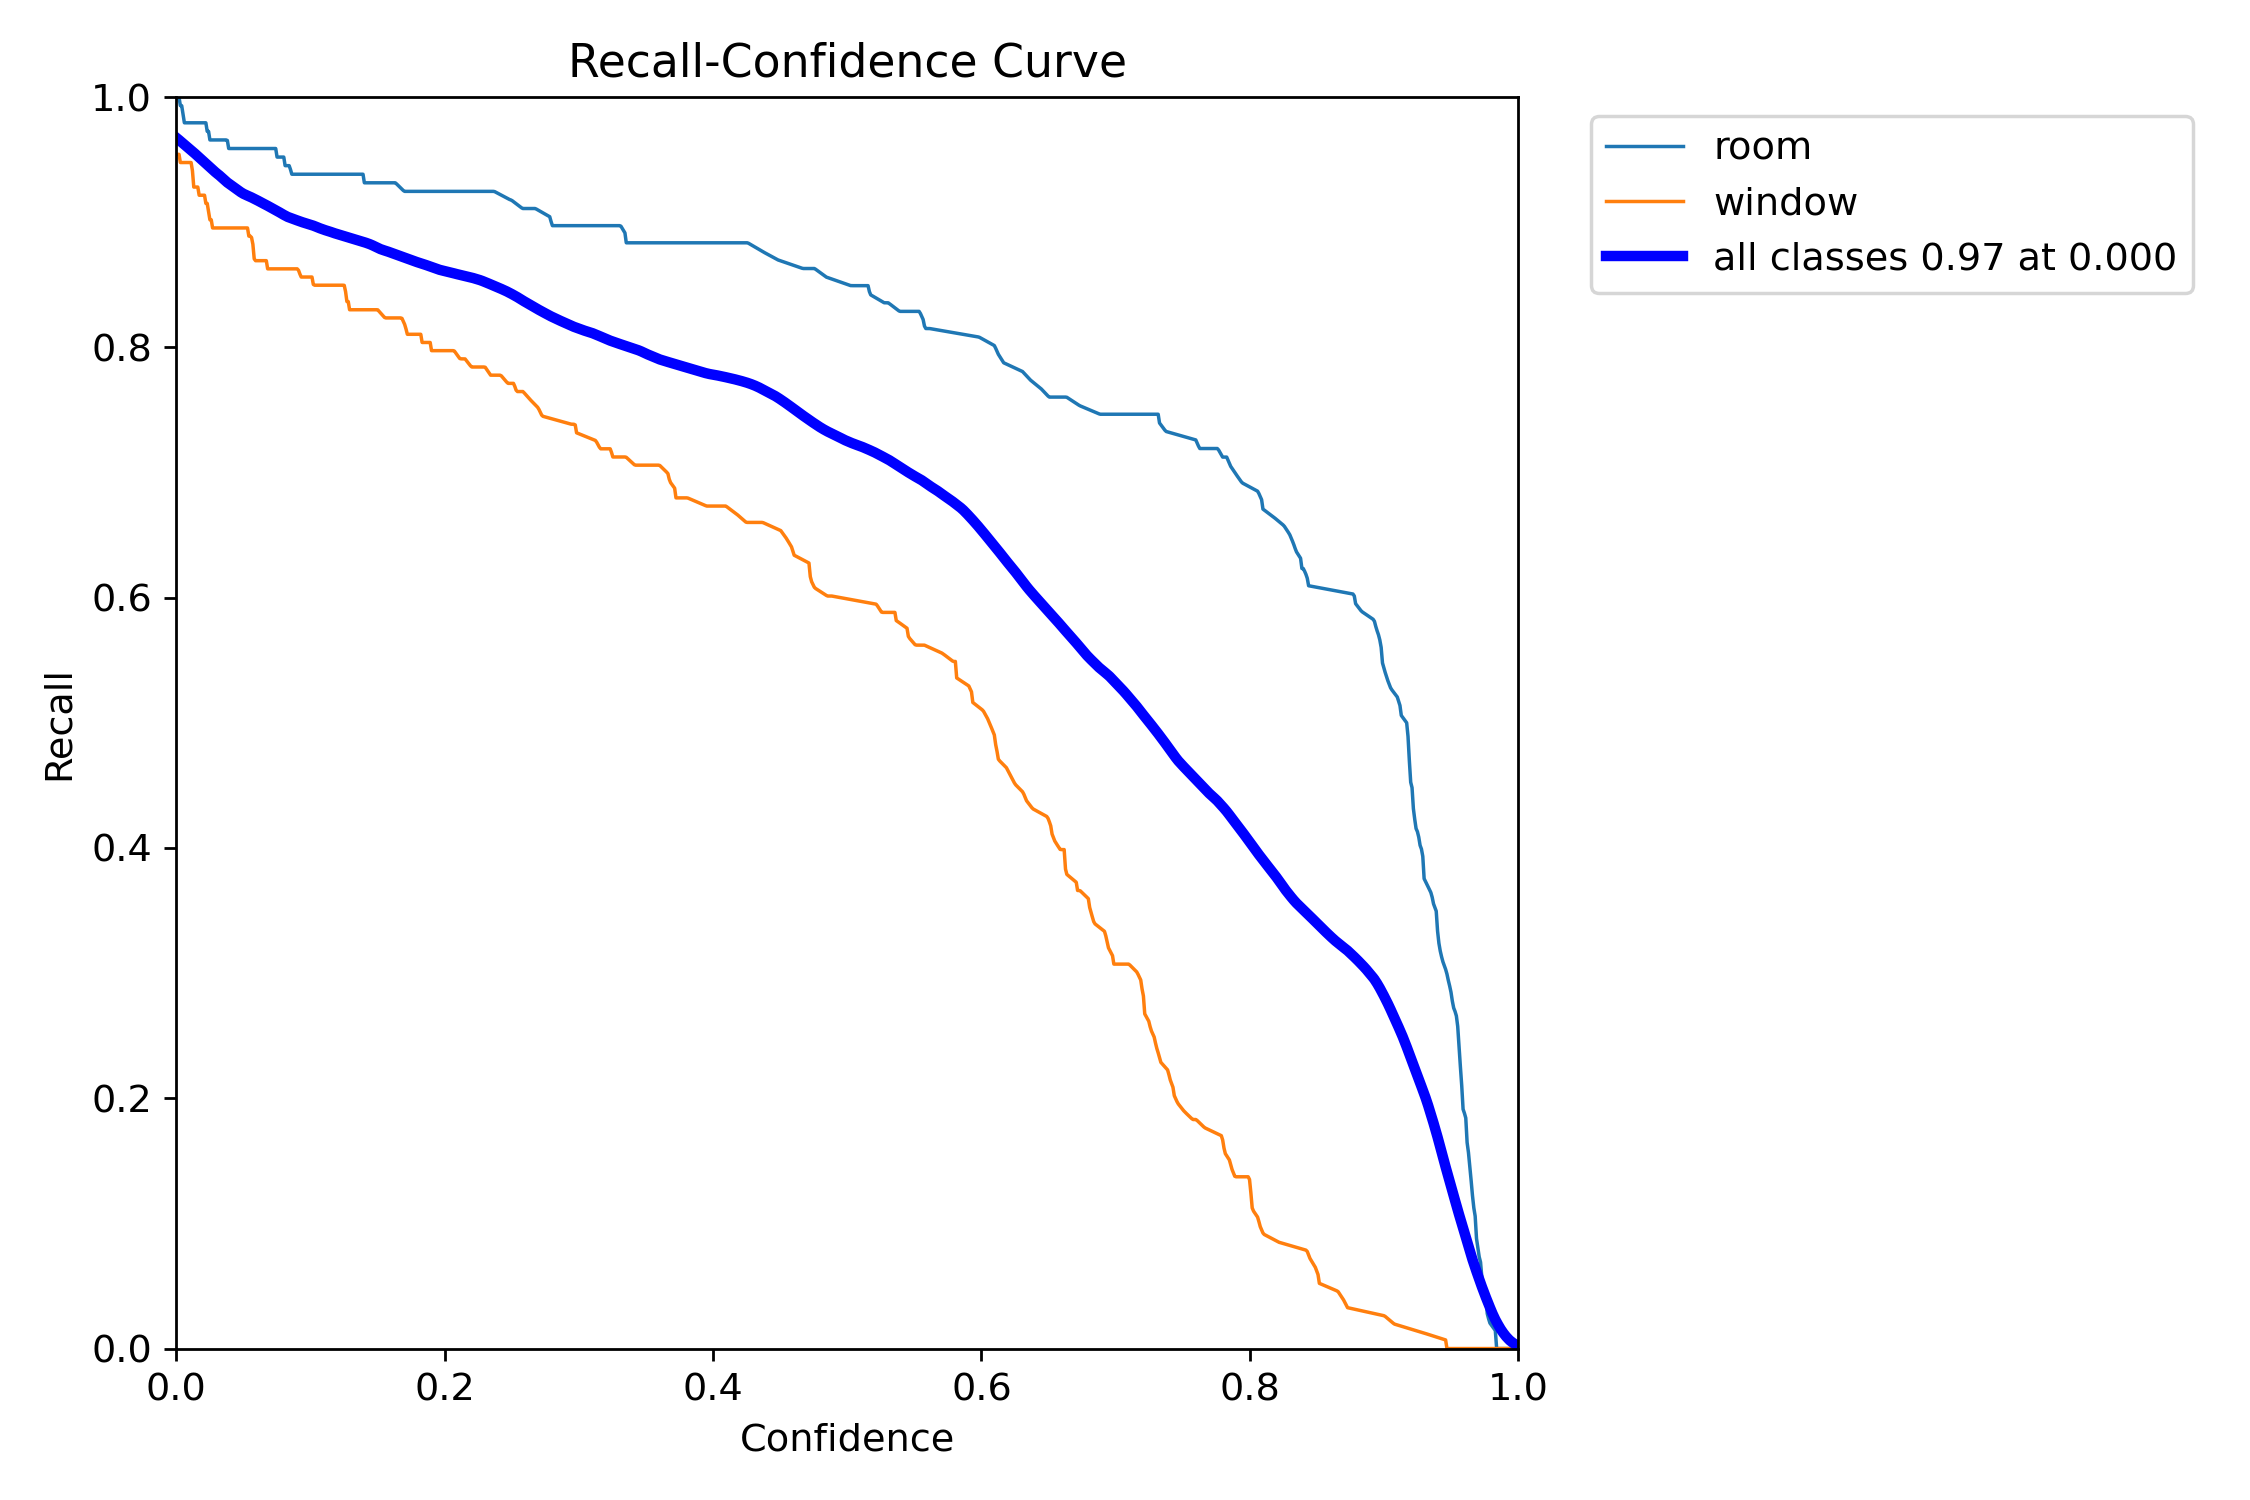 Recall-Confidence Curve
1.0
0.8
0.6
0.4
0.2
0.0
Recall
0.0 0.2 0.4 0.6 0.8 1.0
Confidence
room
window
all classes 0.97 at 0.000